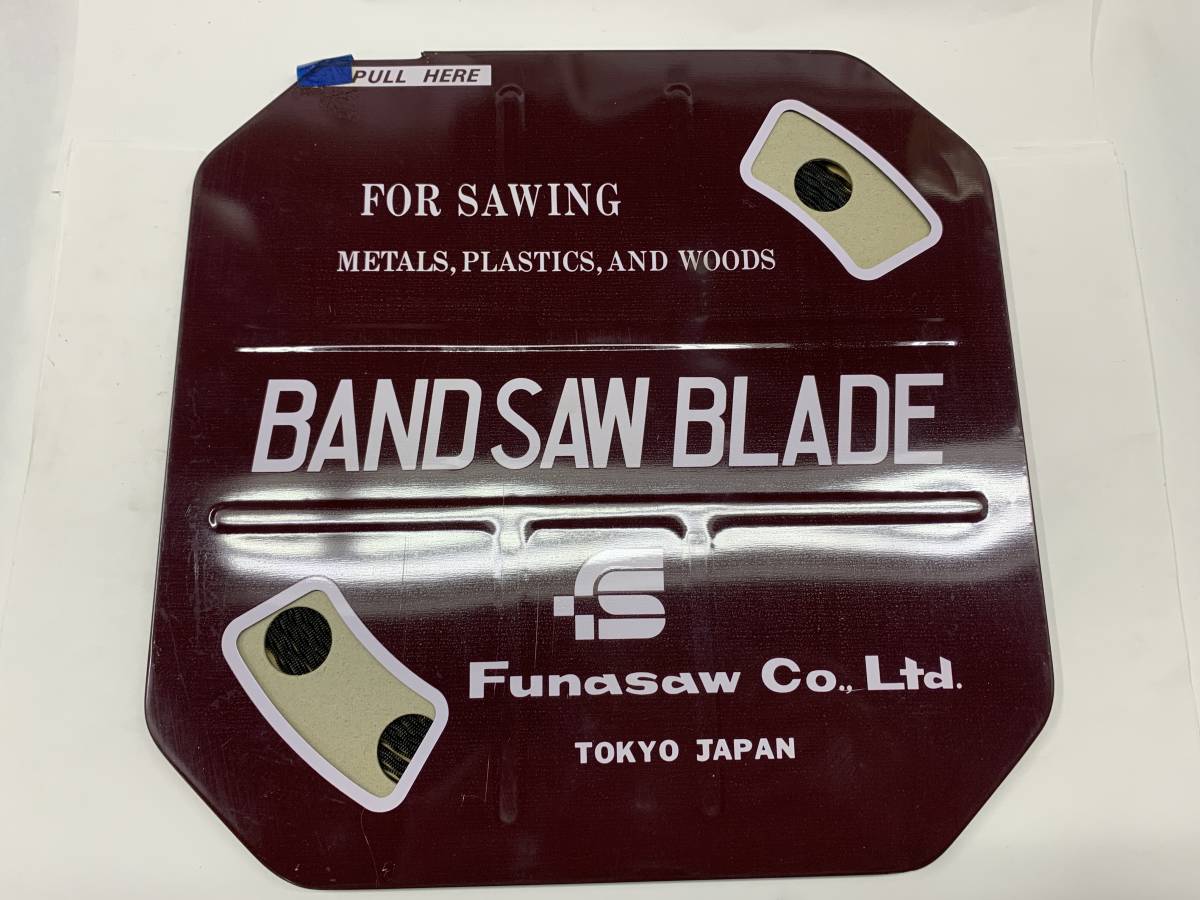 PULL HERE
FOR SAWING
METALS, PLASTICS, AND WOODS
BAND SAW BLADE
Funasaw Co., Ltd.
TOKYO JAPAN